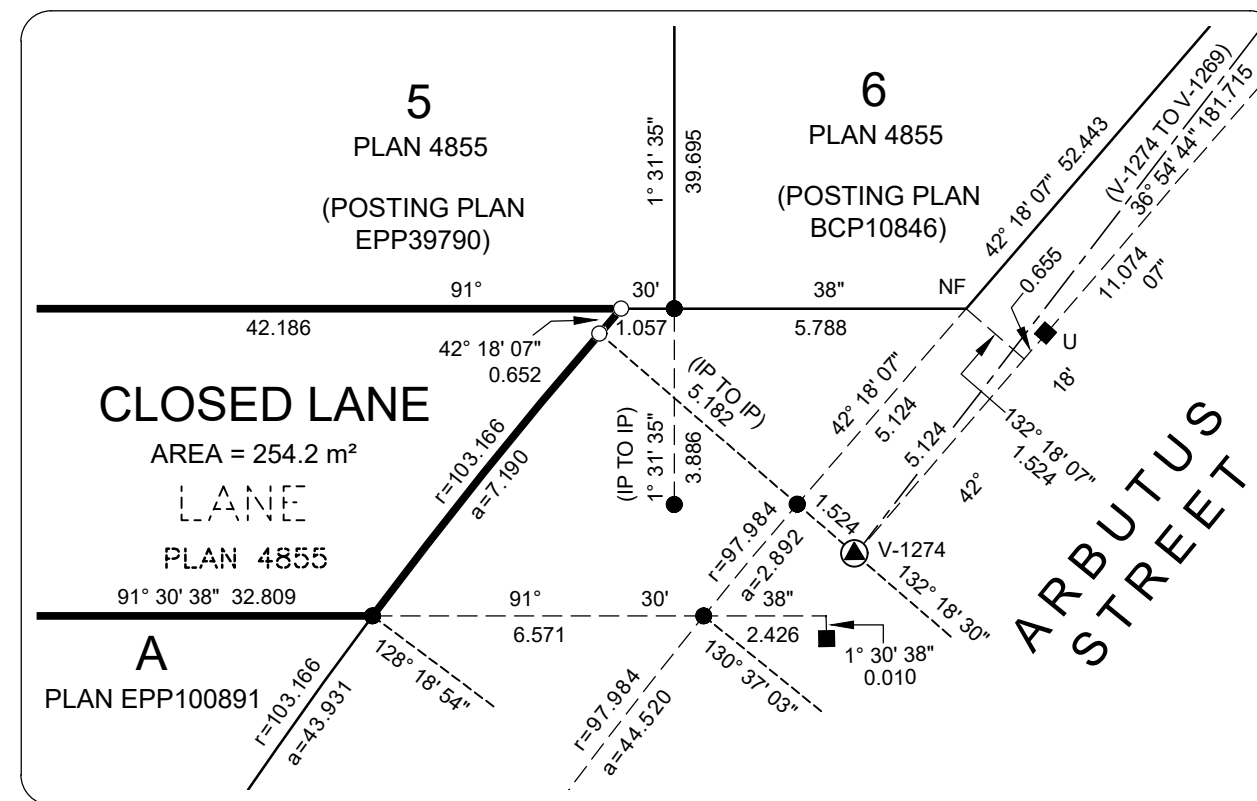 5
PLAN 4855
(POSTING PLAN
EPP39790)
1° 31' 35"
39.695
6
PLAN 4855
(POSTING PLAN
BCP10846)
42° 18' 07" 52.443
(V-1274 TO V-1269)
36° 54' 44" 181.715
11.074
42° 18' 07"
0.655
NF
U
91° 30' 38"
42.186
1.057
5.788
42° 18' 07"
0.652
CLOSED LANE
AREA = 254.2 m²
LANE
PLAN 4855
91° 30' 38" 32.809
A
PLAN EPP100891
r=103.166
a=7.190
(IP TO IP)
5.182
(IP TO IP)
1° 31' 35"
3.886
42° 18' 07"
5.124
5.124
132° 18' 07"
1.524
1.524
V-1274
132° 18' 30"
r=97.984
a=2.892
91° 30' 38"
6.571
2.426
1° 30' 38"
0.010
128° 18' 54"
130° 37' 03"
r=103.166
a=43.931
r=97.984
a=44.520
ARBUTUS
STREET